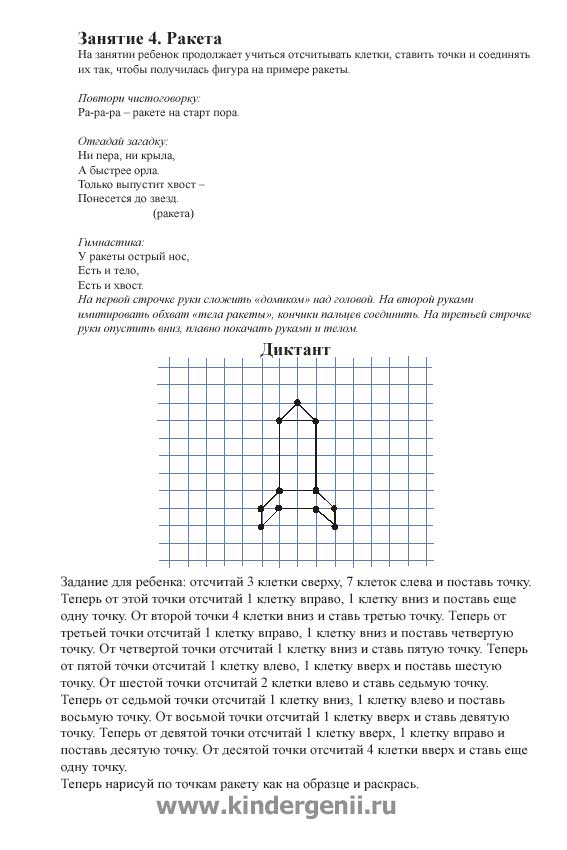 Занятие 4. Ракета
На занятии ребенок продолжает учиться отсчитывать клетки, ставить точки и соединять
их так, чтобы получилась фигура на примере ракеты.
Повтори чистоговорку:
Ра-ра-ра – ракете на старт пора.
Отгадай загадку:
Ни пера, ни крыла,
А быстрее орла.
Только выпустит хвост –
Понесется до звезд.
(ракета)
Гимнастика:
У ракеты острый нос,
Есть и тело,
Есть и хвост.
На первой строчке руки сложить «домиком» над головой. На второй руками
имитировать обхват «тела ракеты», кончики пальцев соединить. На третьей строчке
руки опустить вниз, плавно покачать руками и телом.
Диктант
Задание для ребенка: отсчитай 3 клетки сверху, 7 клеток слева и поставь точку.
Теперь от этой точки отсчитай 1 клетку вправо, 1 клетку вниз и поставь еще
одну точку. От второй точки 4 клетки вниз и ставь третью точку. Теперь от
третьей точки отсчитай 1 клетку вправо, 1 клетку вниз и поставь четвертую
точку. От четвертой точки отсчитай 1 клетку вниз и ставь пятую точку. Теперь
от пятой точки отсчитай 1 клетку влево, 1 клетку вверх и поставь шестую
точку. От шестой точки отсчитай 2 клетки влево и ставь седьмую точку.
Теперь от седьмой точки отсчитай 1 клетку вниз, 1 клетку влево и поставь
восьмую точку. От восьмой точки отсчитай 1 клетку вверх и ставь девятую
точку. Теперь от девятой точки отсчитай 1 клетку вверх, 1 клетку вправо и
поставь десятую точку. От десятой точки отсчитай 4 клетки вверх и ставь еще
одну точку.
Теперь нарисуй по точкам ракету как на образце и раскрась.
www.kindergenii.ru